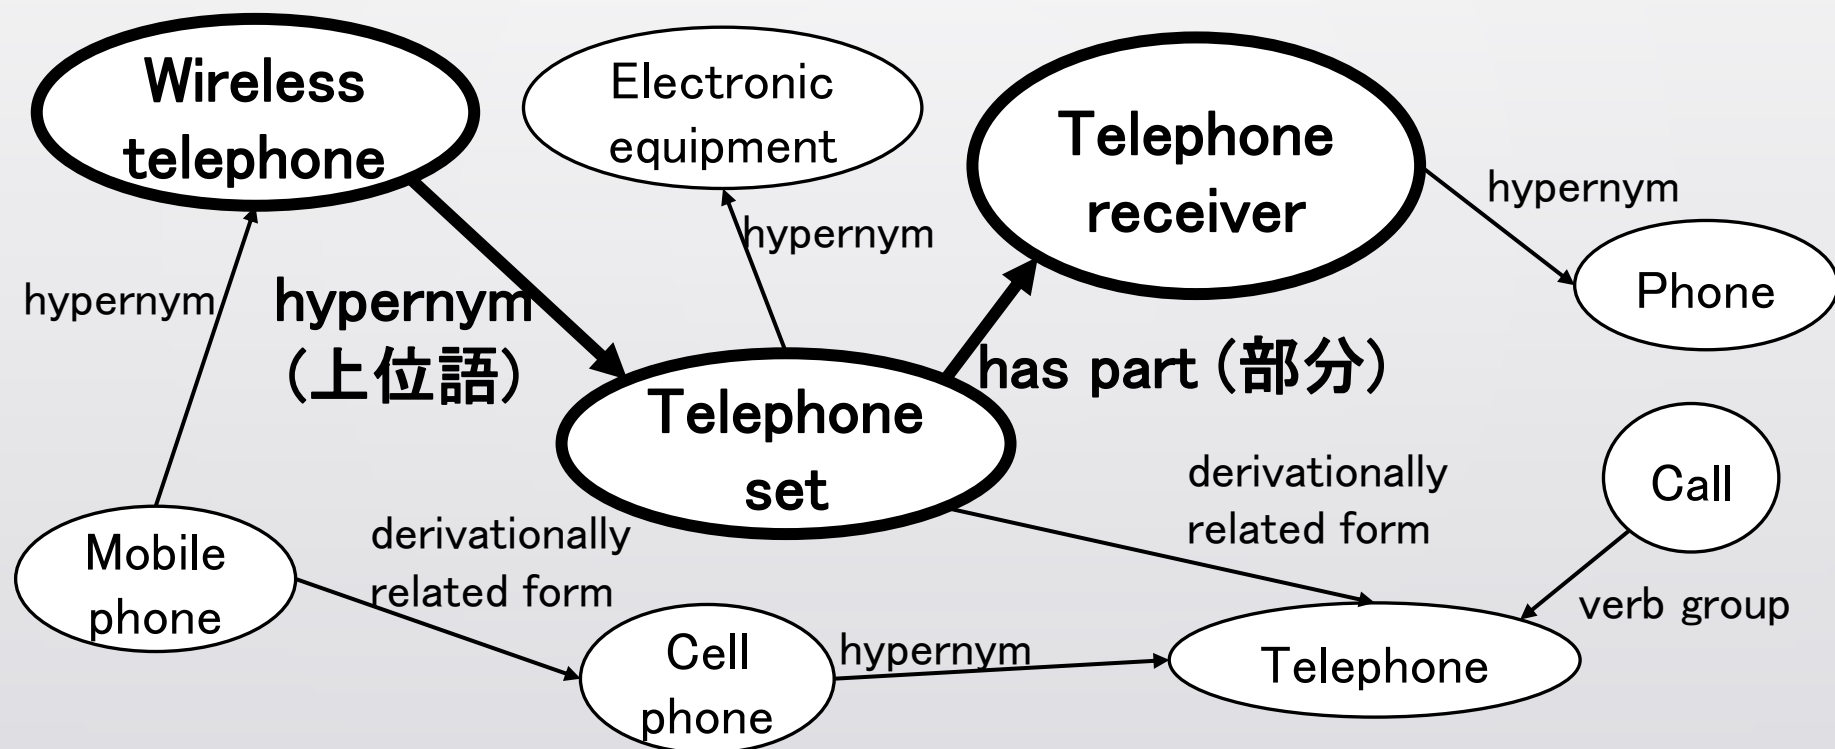 Wireless
telephone
Electronic
equipment
Telephone
receiver
hypernym
hypernym
Phone
hypernym
hypernym
(上位語)
has part (部分)
Telephone
set
derivationally
related form
Call
Mobile
phone
derivationally
related form
verb group
Cell
phone
hypernym
Telephone